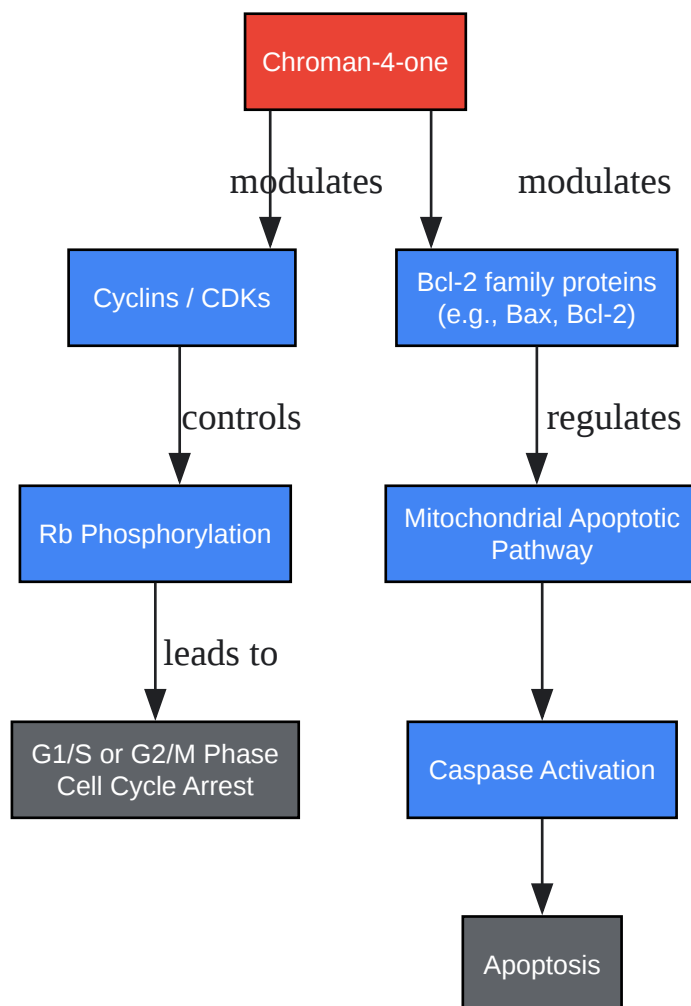 Chroman-4-one
modulates
modulates
Cyclins / CDKs
Bcl-2 family proteins
(e.g., Bax, Bcl-2)
controls
regulates
Rb Phosphorylation
Mitochondrial Apoptotic
Pathway
leads to
G1/S or G2/M Phase
Cell Cycle Arrest
Caspase Activation
Apoptosis